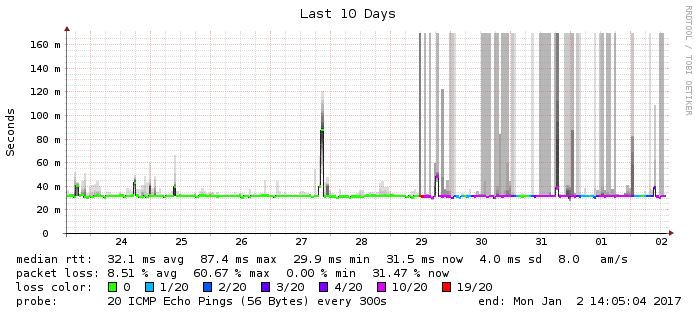 Last 10 Days
RRDTOOL / TOBI OETIKER
Seconds
160 m
140 m
120 m
100 m
80 m
60 m
40 m
20 m
0
24 25 26 27 28 29 30 31 01 02
median rtt: 32.1 ms avg 87.4 ms max 29.9 ms min 31.5 ms now 4.0 ms sd 8.0 am/s
packet loss: 8.51 % avg 60.67 % max 0.00 % min 31.47 % now
loss color: 0 1/20 2/20 3/20 4/20 10/20 19/20
probe: 20 ICMP Echo Pings (56 Bytes) every 300s end: Mon Jan 2 14:05:04 2017